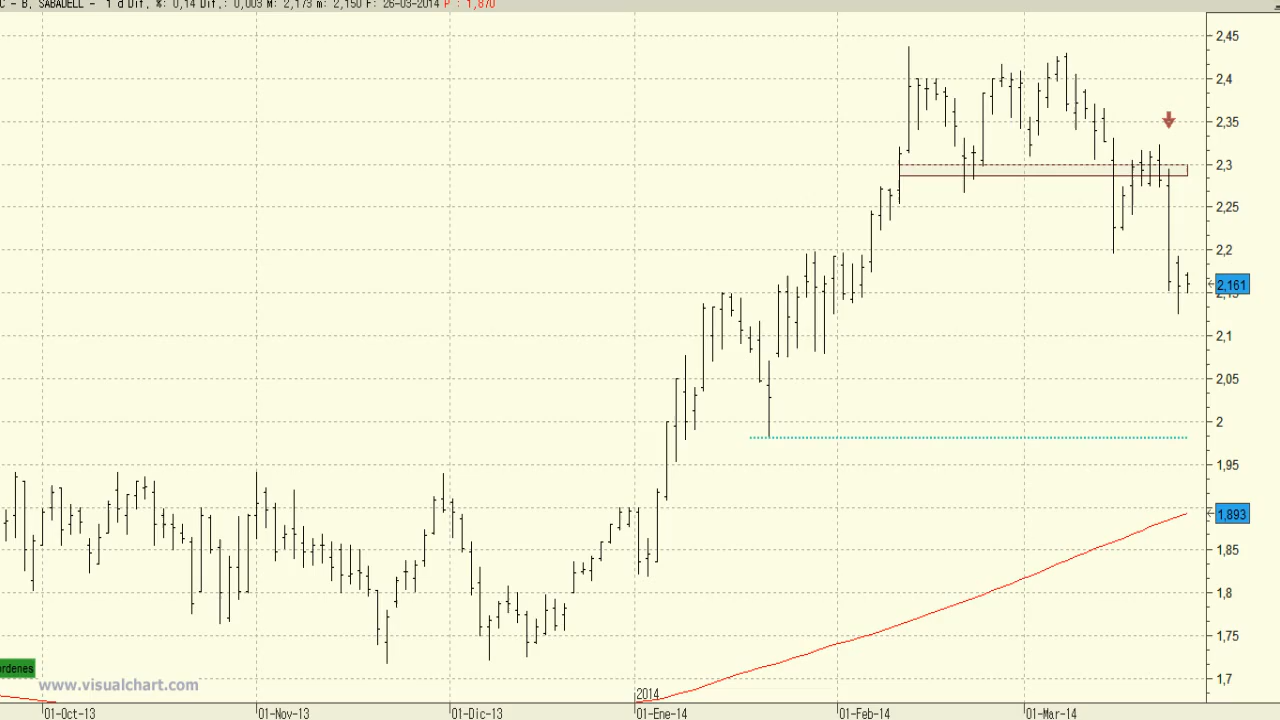 C - B, SABADELL - 1 d Dif, %: 0,14 Dif,: 0,003 M: 2,173 m: 2,150 F: 26-03-2014 P : 1,870
2,45
2,4
2,35
2,3
2,25
2,2
2,161
2,15
2,1
2,05
2
1,95
1,893
1,85
1,8
1,75
1,7
ordenes
www.visualchart.com
2014
01-Oct-13
01-Nov-13
01-Dic-13
01-Ene-14
01-Feb-14
01-Mar-14